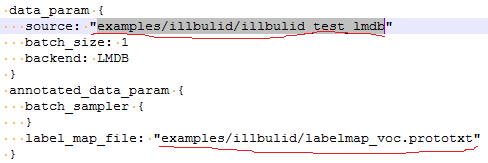 data_param {
source: "examples/illbulid/illbulid_test_lmdb"
batch_size: 1
backend: LMDB
}
annotated_data_param {
batch_sampler {
}
label_map_file: "examples/illbulid/labelmap_voc.prototxt"
}